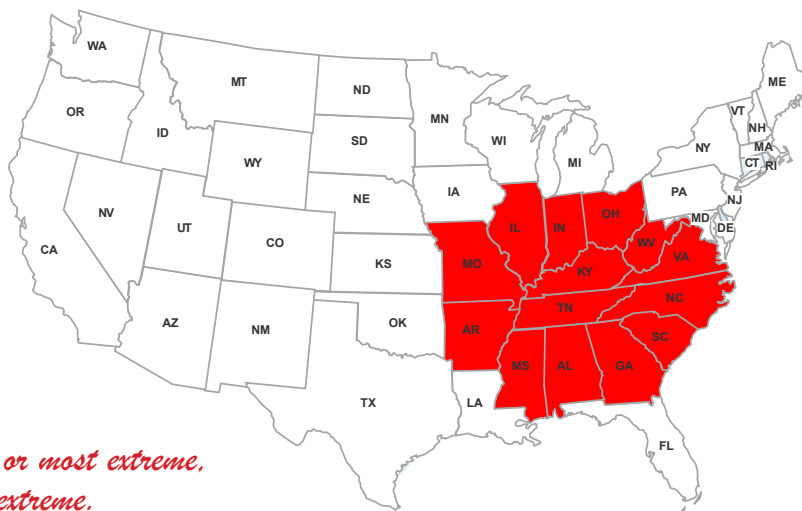 WA
MT
ND
MN
ME
OR
ID
SD
WI
MI
VT
NH
NY
MA
CT
RI
WY
IA
PA
NJ
NE
NV
UT
CO
IL
IN
OH
MD
DE
CA
KS
MO
WV
VA
KY
AZ
NM
OK
AR
TN
NC
SC
MS
AL
GA
TX
LA
FL
or most extreme,
extreme.